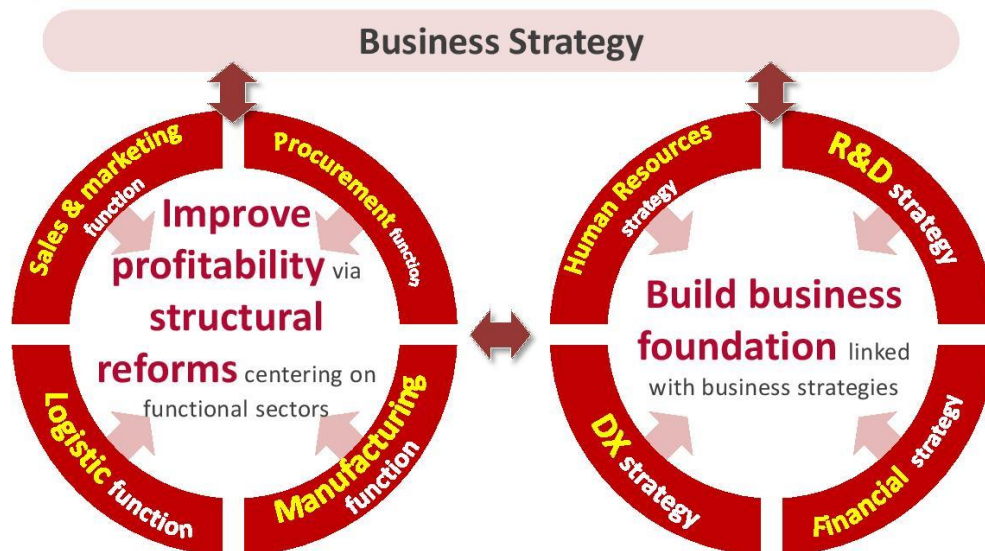 Business Strategy
Sales & marketing
function
Procurement function
Improve
profitability via
structural
reforms centering on
functional sectors
Logistic function
Manufacturing
function
Human Resources
strategy
R&D strategy
Build business
foundation linked
with business strategies
DX strategy
Financial strategy